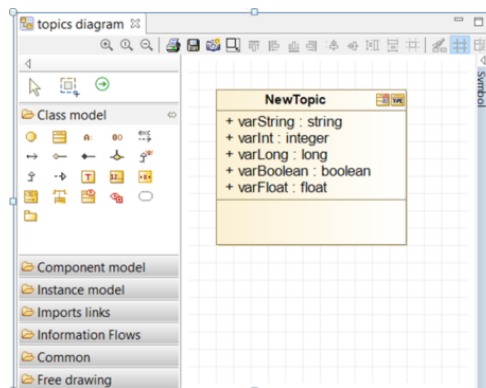 topics diagram
Symbol
Class model
NewTopic
+ varString : string
+ varInt : integer
+ varLong : long
+ varBoolean : boolean
+ varFloat : float
Component model
Instance model
Imports links
Information Flows
Common
Free drawing